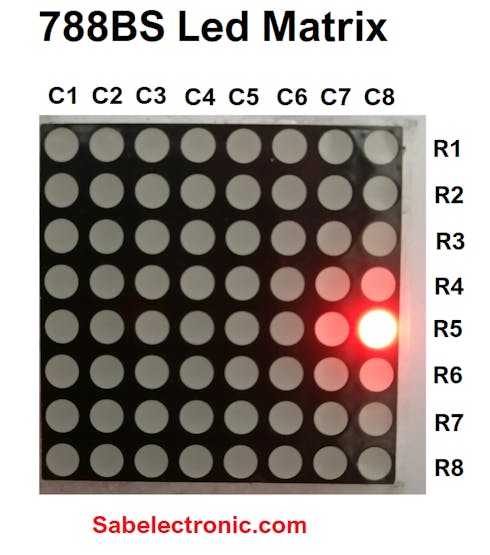 788BS Led Matrix
C1 C2 C3 C4 C5 C6 C7 C8
R1
R2
R3
R4
R5
R6
R7
R8
Sabelectronic.com